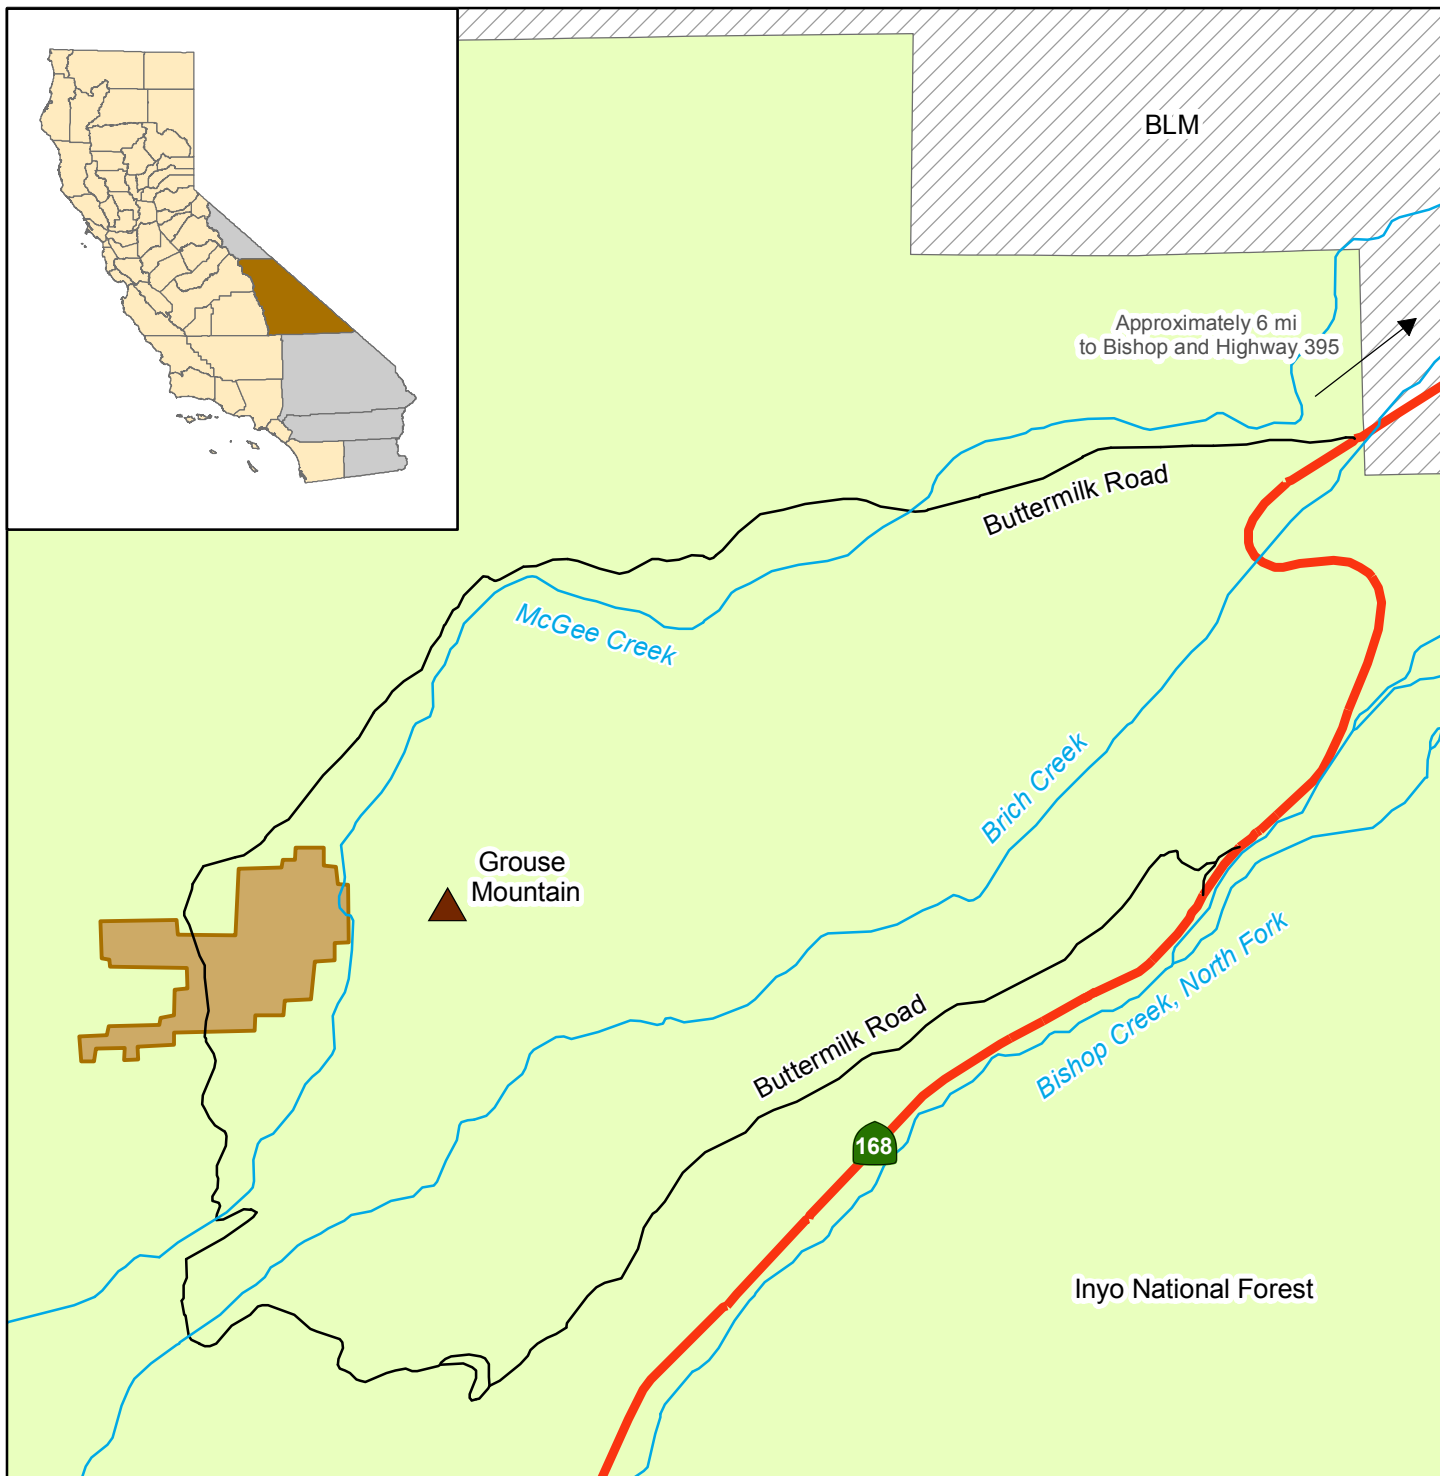 BLM
Approximately 6 mi
to Bishop and Highway 395
Buttermilk Road
McGee Creek
Brich Creek
Grouse
Mountain
Bishop Creek, North Fork
Buttermilk Road
168
Inyo National Forest